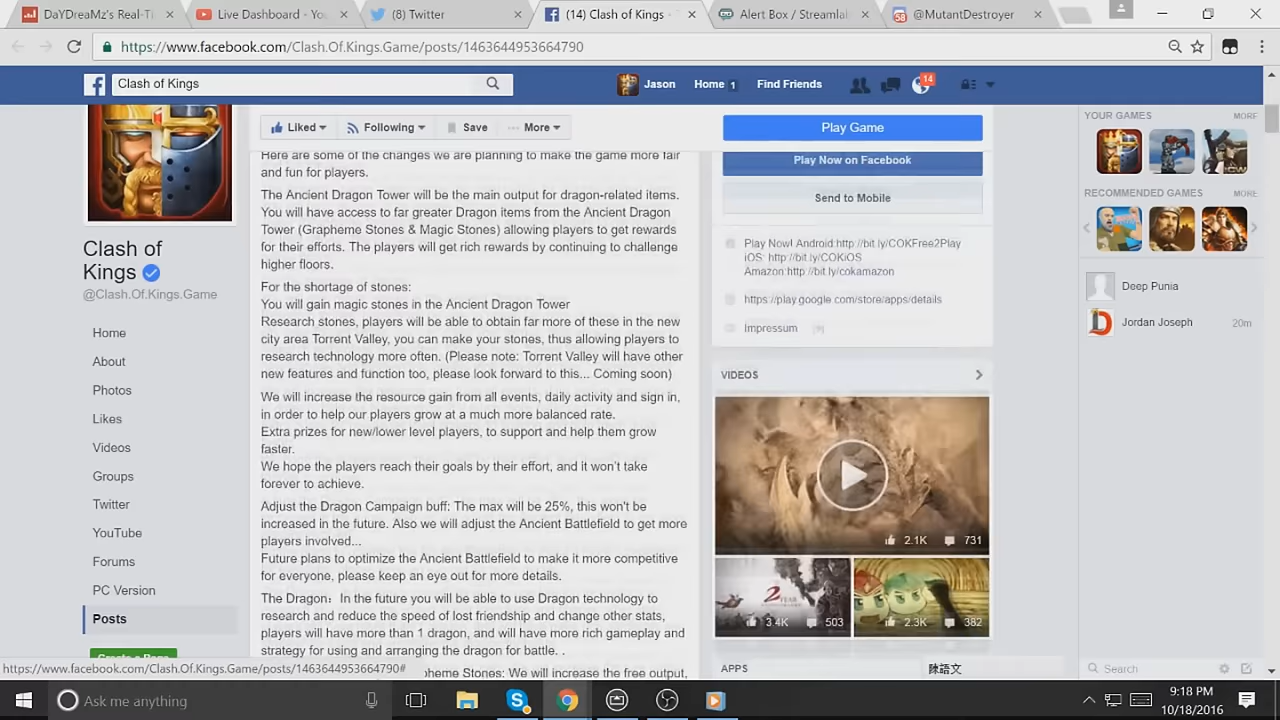 DaYDreaMz's Real-Ti
Live Dashboard - Yo
(8) Twitter
(14) Clash of Kings -
Alert Box / Streamla
58
@MutantDestroyer
https://www.facebook.com/Clash.Of.Kings.Game/posts/1463644953664790
Clash of Kings
Jason
Home 1
Find Friends
14
Liked
Following
Save
More
Play Game
YOUR GAMES
MORE
Here are some of the changes we are planning to make the game more fair
and fun for players.
Play Now on Facebook
Send to Mobile
RECOMMENDED GAMES
MORE
The Ancient Dragon Tower will be the main output for dragon-related items.
You will have access to far greater Dragon items from the Ancient Dragon
Tower (Grapheme Stones & Magic Stones) allowing players to get rewards
for their efforts. The players will get rich rewards by continuing to challenge
higher floors.
Play Now! Android:http://bit.ly/COKFree2Play
iOS: http://bit.ly/COKiOS
Amazon:http://bit.ly/cokamazon
https://play.google.com/store/apps/details
Impressum
Clash of
Kings
@Clash.Of.Kings.Game
Deep Punia
Jordan Joseph
20m
For the shortage of stones:
You will gain magic stones in the Ancient Dragon Tower
Research stones, players will be able to obtain far more of these in the new
city area Torrent Valley, you can make your stones, thus allowing players to
research technology more often. (Please note: Torrent Valley will have other
new features and function too, please look forward to this... Coming soon)
Home
About
Photos
Likes
Videos
Groups
Twitter
YouTube
Forums
PC Version
Posts
Create a Page
VIDEOS
We will increase the resource gain from all events, daily activity and sign in,
in order to help our players grow at a much more balanced rate.
Extra prizes for new/lower level players, to support and help them grow
faster.
We hope the players reach their goals by their effort, and it won't take
forever to achieve.
Adjust the Dragon Campaign buff: The max will be 25%, this won't be
increased in the future. Also we will adjust the Ancient Battlefield to get more
players involved...
Future plans to optimize the Ancient Battlefield to make it more competitive
for everyone, please keep an eye out for more details.
The Dragon：In the future you will be able to use Dragon technology to
research and reduce the speed of lost friendship and change other stats,
players will have more than 1 dragon, and will have more rich gameplay and
strategy for using and arranging the dragon for battle. .
pheme Stones: We will increase the free output,
2.1K
731
2 YEAR
3.4K
503
2.3K
382
APPS
陳語文
Search
https://www.facebook.com/Clash.Of.Kings.Game/posts/1463644953664790#
Ask me anything
9:18 PM
10/18/2016